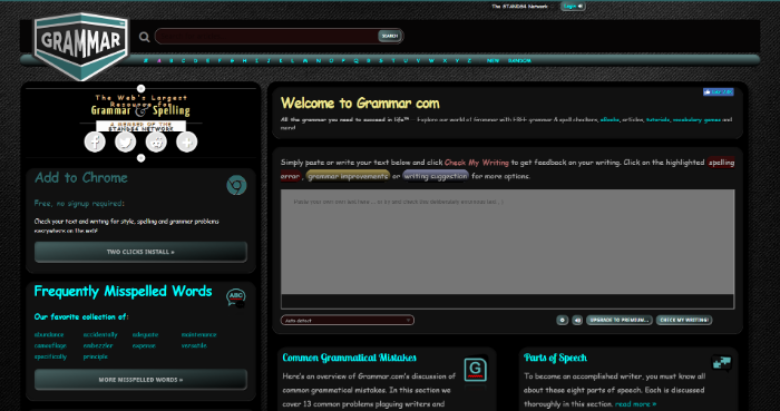 The STANDS4 Network
Login
GRAMMAR
SEARCH
# A B C D E F G H I J K L M N O P Q R S T U V W X Y Z NEW RANDOM
The Web's Largest
Resource for
Grammar & Spelling
A MEMBER OF THE
STANDS4 NETWORK
Add to Chrome
Free, no signup required:
Check your text and writing for style, spelling and grammar problems
everywhere on the web!
TWO CLICKS INSTALL »
Frequently Misspelled Words
ABC
Our favorite collection of:
abundance accidentally adequate maintenance
camouflage embezzler expense versatile
specifically principle
MORE MISSPELLED WORDS »
Welcome to Grammar com
All the grammar you need to succeed in life™ - Explore our world of Grammar with FREE grammar & spell checkers, eBooks, articles, tutorials, vocabulary games and
more!
Simply paste or write your text below and click Check My Writing to get feedback on your writing. Click on the highlighted spelling
error , grammar improvements or writing suggestion for more options.
Auto-detect
UPGRADE TO PREMIUM...
CHECK MY WRITING!
Common Grammatical Mistakes
G
Here's an overview of Grammar.com's discussion of
common grammatical mistakes. In this section we
cover 13 common problems plaguing writers and
Parts of Speech
To become an accomplished writer, you must know all
about these eight parts of speech. Each is discussed
thoroughly in this section. read more »